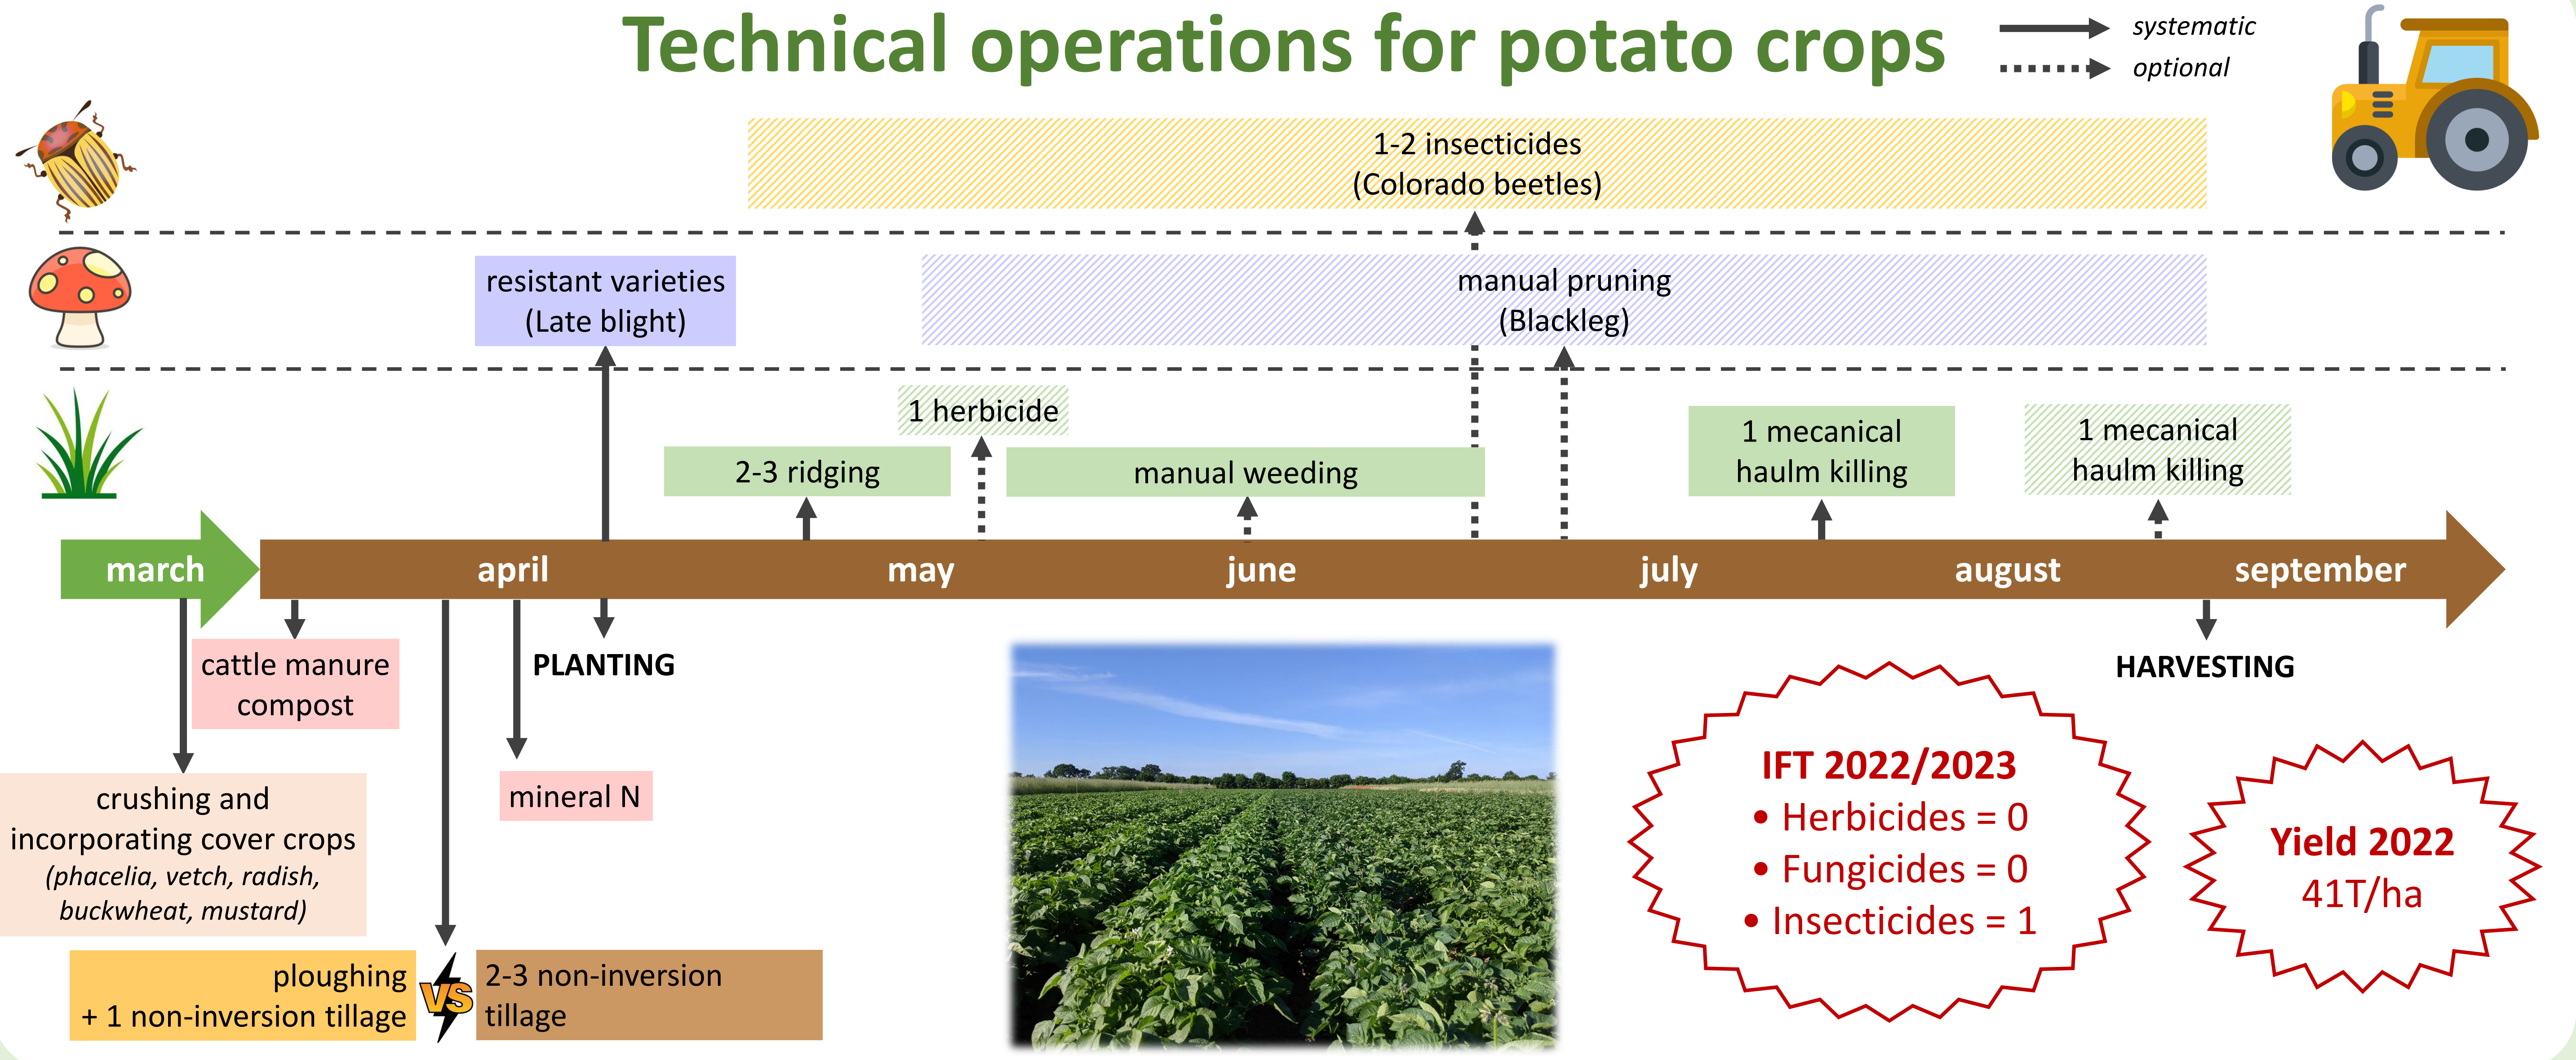 Technical operations for potato crops
systematic
optional
1-2 insecticides
(Colorado beetles)
resistant varieties
(Late blight)
manual pruning
(Blackleg)
1 herbicide
2-3 ridging
manual weeding
1 mecanical
haulm killing
1 mecanical
haulm killing
march
april
may
june
july
august
september
cattle manure
compost
PLANTING
HARVESTING
mineral N
crushing and
incorporating cover crops
(phacelia, vetch, radish,
buckwheat, mustard)
ploughing
+ 1 non-inversion tillage
VS
2-3 non-inversion
tillage
IFT 2022/2023
• Herbicides = 0
• Fungicides = 0
• Insecticides = 1
Yield 2022
41T/ha